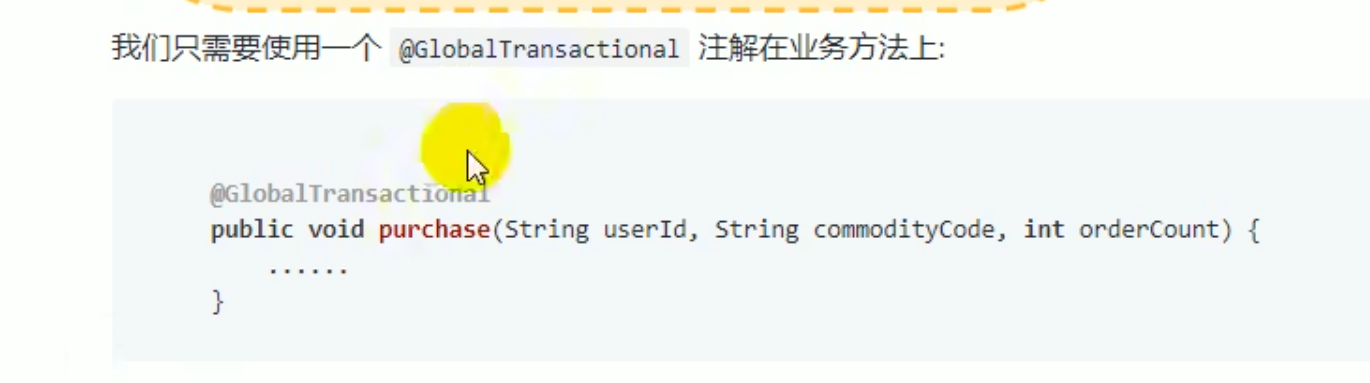 我们只需要使用一个 @GlobalTransactional 注解在业务方法上:
@GlobalTransactional
public void purchase(String userId, String commodityCode, int orderCount) {
......
}